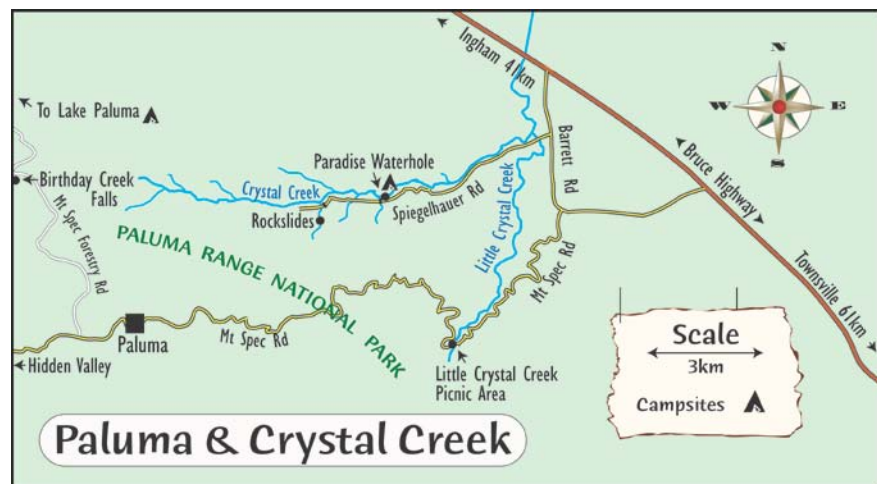 Ingham 41km
N
W
E
S
To Lake Paluma
Bruce Highway
Barrett Rd
Paradise Waterhole
Birthday Creek
Falls
Crystal Creek
Spiegelhauer Rd
Rockslides
Little Crystal Creek
Mt Spec Forestry Rd
PALUMA RANGE NATIONAL PARK
Mt Spec Rd
Townsville 61km
Paluma
Mt Spec Rd
Hidden Valley
Little Crystal Creek
Picnic Area
Scale
3km
Campsites
Paluma & Crystal Creek